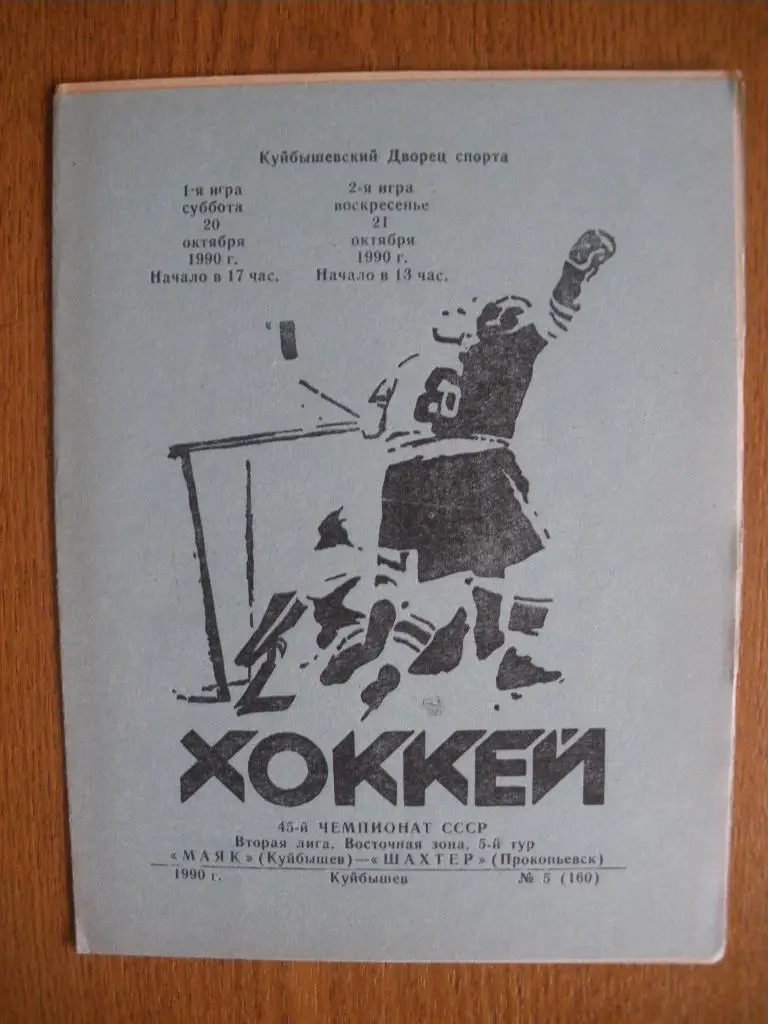 Куйбышевский Дворец спорта
1-я игра
суббота
20
октября
1990 г.
Начало в 17 час.
2-я игра
воскресенье
21
октября
1990 г.
Начало в 13 час.
8
ХОККЕЙ
45-й ЧЕМПИОНАТ СССР
Вторая лига, Восточная зона, 5-й тур
«МАЯК» (Куйбышев)—«ШАХТЕР» (Прокопьевск)
1990 г. Куйбышев № 5 (160)